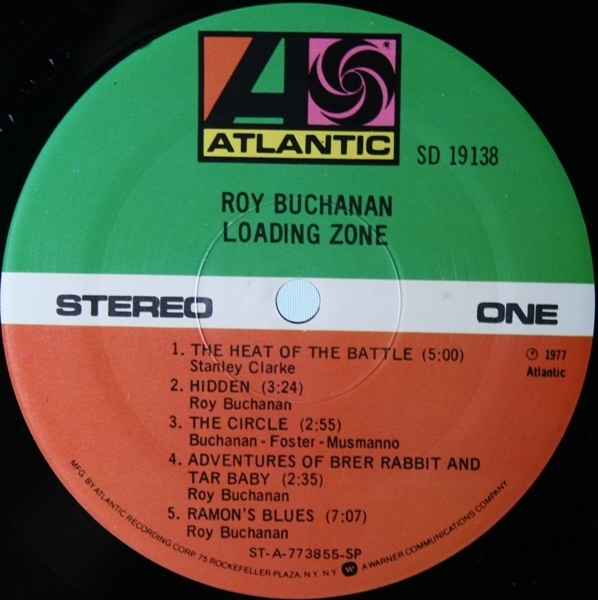 ATLANTIC
SD 19138
ROY BUCHANAN
LOADING ZONE
STEREO
ONE
1. THE HEAT OF THE BATTLE (5:00)
Stanley Clarke
℗ 1977
Atlantic
2. HIDDEN (3:24)
Roy Buchanan
3. THE CIRCLE (2:55)
Buchanan - Foster - Musmanno
4. ADVENTURES OF BRER RABBIT AND
TAR BABY (2:35)
Roy Buchanan
5. RAMON'S BLUES (7:07)
Roy Buchanan
ST-A-773855-SP
MFG. BY ATLANTIC RECORDING CORP. 75 ROCKEFELLER PLAZA, N.Y. N.Y. W A WARNER COMMUNICATIONS COMPANY